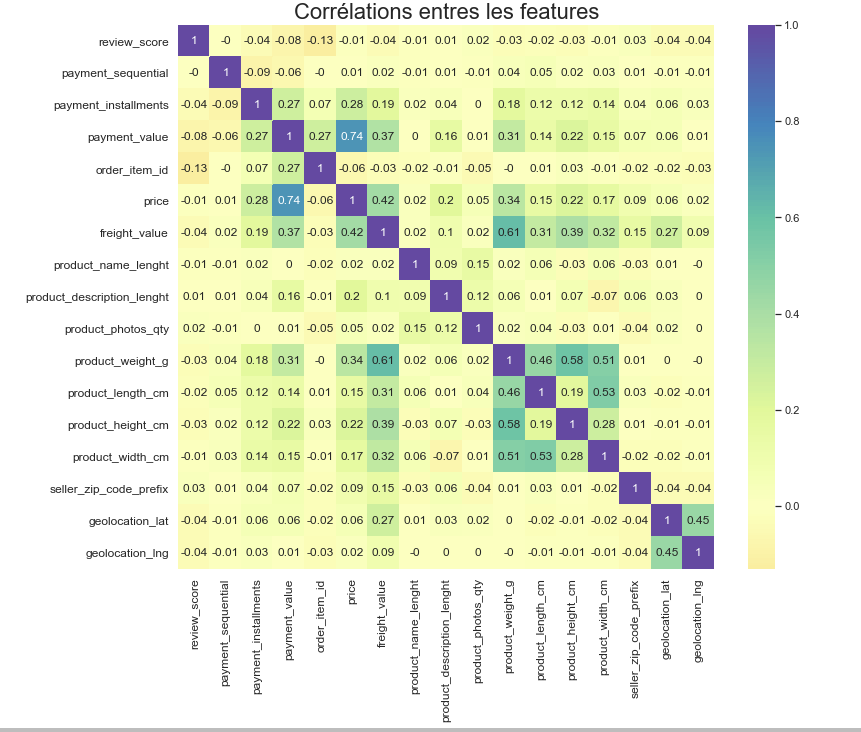 Corrélations entres les features
review_score 1 -0 -0.04 -0.08 -0.13 -0.01 -0.04 -0.01 0.01 0.02 -0.03 -0.02 -0.03 -0.01 0.03 -0.04 -0.04
payment_sequential -0 1 -0.09 -0.06 -0 0.01 0.02 -0.01 0.01 -0.01 0.04 0.05 0.02 0.03 0.01 -0.01 -0.01
payment_installments -0.04 -0.09 1 0.27 0.07 0.28 0.19 0.02 0.04 0 0.18 0.12 0.12 0.14 0.04 0.06 0.03
payment_value -0.08 -0.06 0.27 1 0.27 0.74 0.37 0 0.16 0.01 0.31 0.14 0.22 0.15 0.07 0.06 0.01
order_item_id -0.13 -0 0.07 0.27 1 -0.06 -0.03 -0.02 -0.01 -0.05 -0 0.01 0.03 -0.01 -0.02 -0.02 -0.03
price -0.01 0.01 0.28 0.74 -0.06 1 0.42 0.02 0.2 0.05 0.34 0.15 0.22 0.17 0.09 0.06 0.02
freight_value -0.04 0.02 0.19 0.37 -0.03 0.42 1 0.02 0.1 0.02 0.61 0.31 0.39 0.32 0.15 0.27 0.09
product_name_lenght -0.01 -0.01 0.02 0 -0.02 0.02 0.02 1 0.09 0.15 0.02 0.06 -0.03 0.06 -0.03 0.01 -0
product_description_lenght 0.01 0.01 0.04 0.16 -0.01 0.2 0.1 0.09 1 0.12 0.06 0.01 0.07 -0.07 0.06 0.03 0
product_photos_qty 0.02 -0.01 0 0.01 -0.05 0.05 0.02 0.15 0.12 1 0.02 0.04 -0.03 0.01 -0.04 0.02 0
product_weight_g -0.03 0.04 0.18 0.31 -0 0.34 0.61 0.02 0.06 0.02 1 0.46 0.58 0.51 0.01 0 -0
product_length_cm -0.02 0.05 0.12 0.14 0.01 0.15 0.31 0.06 0.01 0.04 0.46 1 0.19 0.53 0.03 -0.02 -0.01
product_height_cm -0.03 0.02 0.12 0.22 0.03 0.22 0.39 -0.03 0.07 -0.03 0.58 0.19 1 0.28 0.01 -0.01 -0.01
product_width_cm -0.01 0.03 0.14 0.15 -0.01 0.17 0.32 0.06 -0.07 0.01 0.51 0.53 0.28 1 -0.02 -0.02 -0.01
seller_zip_code_prefix 0.03 0.01 0.04 0.07 -0.02 0.09 0.15 -0.03 0.06 -0.04 0.01 0.03 0.01 -0.02 1 -0.04 -0.04
geolocation_lat -0.04 -0.01 0.06 0.06 -0.02 0.06 0.27 0.01 0.03 0.02 0 -0.02 -0.01 -0.02 -0.04 1 0.45
geolocation_lng -0.04 -0.01 0.03 0.01 -0.03 0.02 0.09 -0 0 0 -0 -0.01 -0.01 -0.01 -0.04 0.45 1
review_score
payment_sequential
payment_installments
payment_value
order_item_id
price
freight_value
product_name_lenght
product_description_lenght
product_photos_qty
product_weight_g
product_length_cm
product_height_cm
product_width_cm
seller_zip_code_prefix
geolocation_lat
geolocation_lng
1.0
0.8
0.6
0.4
0.2
0.0